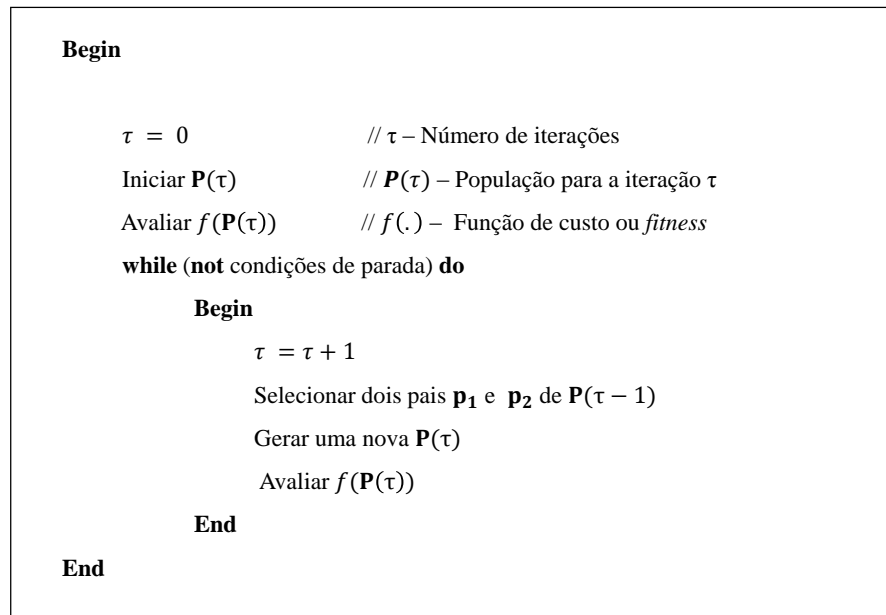 Begin
τ = 0 // τ – Número de iterações
Iniciar P(τ) // P(τ) – População para a iteração τ
Avaliar f(P(τ)) // f(.) – Função de custo ou fitness
while (not condições de parada) do
Begin
τ = τ + 1
Selecionar dois pais p₁ e p₂ de P(τ − 1)
Gerar uma nova P(τ)
Avaliar f(P(τ))
End
End